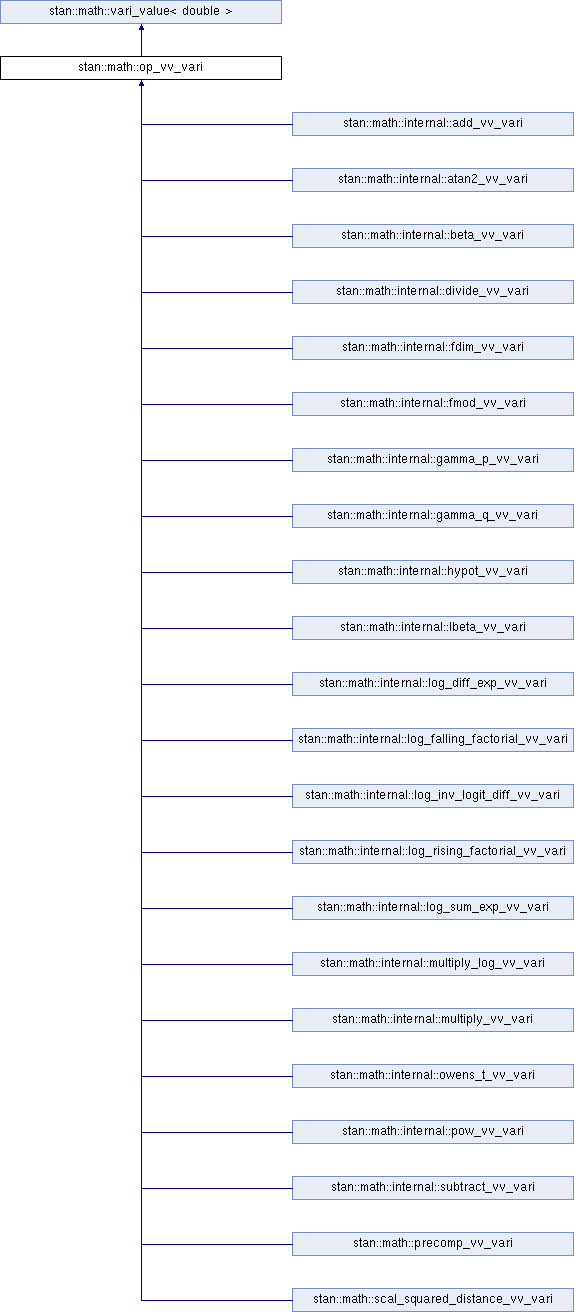 stan::math::vari_value< double >
stan::math::op_vv_vari
stan::math::internal::add_vv_vari
stan::math::internal::atan2_vv_vari
stan::math::internal::beta_vv_vari
stan::math::internal::divide_vv_vari
stan::math::internal::fdim_vv_vari
stan::math::internal::fmod_vv_vari
stan::math::internal::gamma_p_vv_vari
stan::math::internal::gamma_q_vv_vari
stan::math::internal::hypot_vv_vari
stan::math::internal::lbeta_vv_vari
stan::math::internal::log_diff_exp_vv_vari
stan::math::internal::log_falling_factorial_vv_vari
stan::math::internal::log_inv_logit_diff_vv_vari
stan::math::internal::log_rising_factorial_vv_vari
stan::math::internal::log_sum_exp_vv_vari
stan::math::internal::multiply_log_vv_vari
stan::math::internal::multiply_vv_vari
stan::math::internal::owens_t_vv_vari
stan::math::internal::pow_vv_vari
stan::math::internal::subtract_vv_vari
stan::math::precomp_vv_vari
stan::math::scal_squared_distance_vv_vari